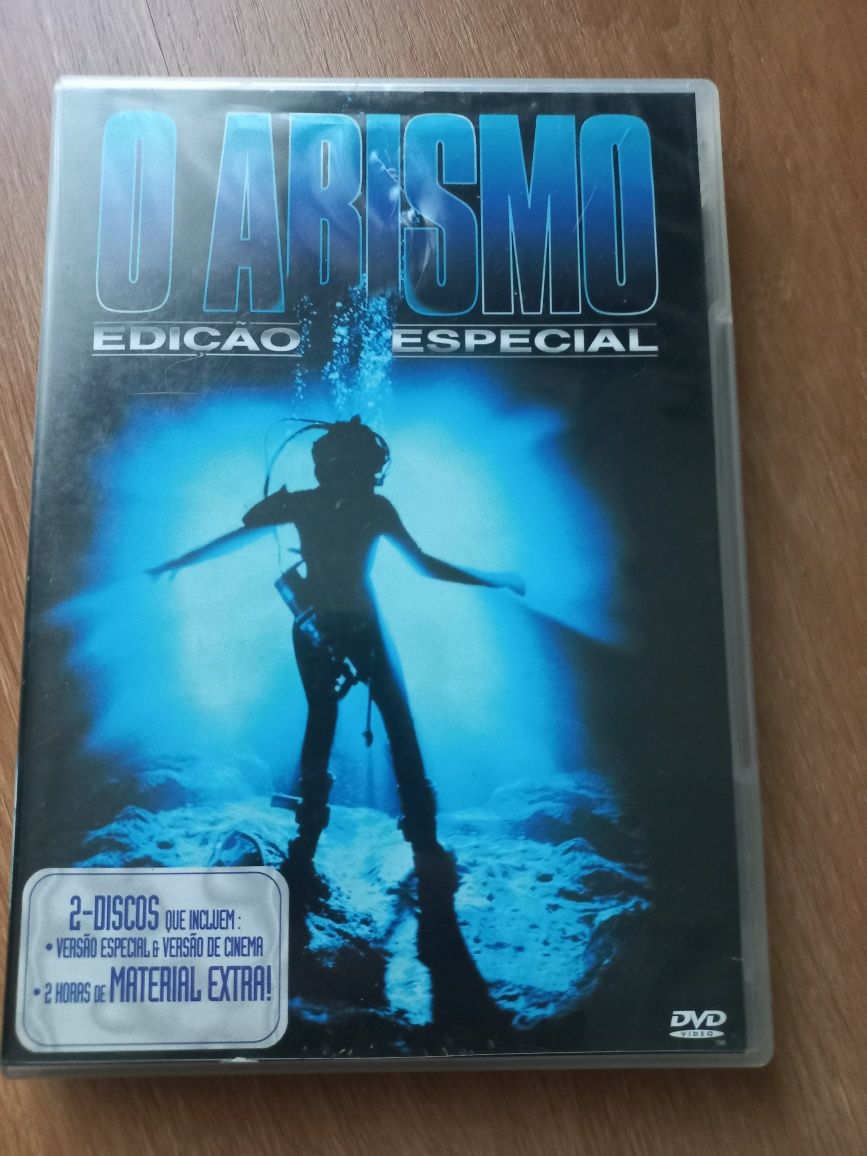 O ABISMO
EDIÇÃO ESPECIAL
2-DISCOS QUE INCLUEM :
• VERSÃO ESPECIAL & VERSÃO DE CINEMA
• 2 HORAS DE MATERIAL EXTRA!
DVD
VIDEO
TM